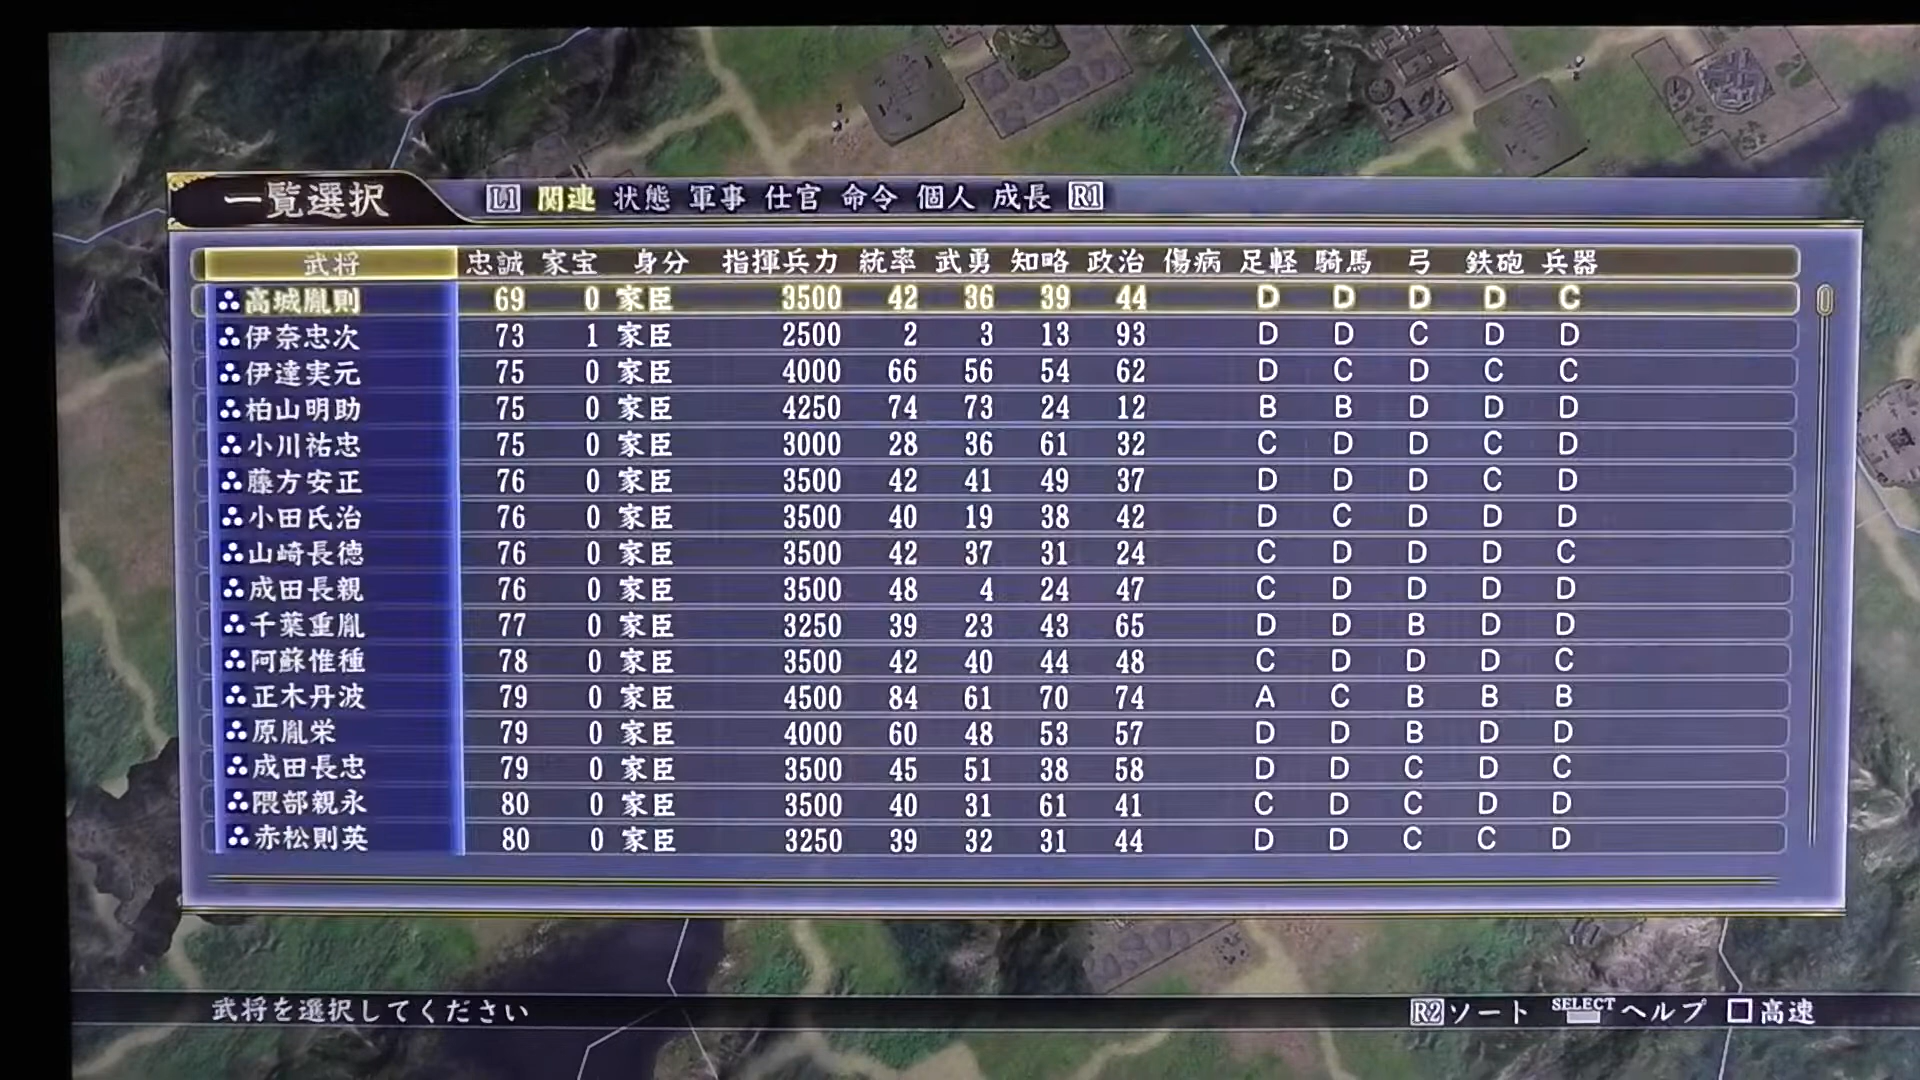 一覧選択 L1 関連 状態 軍事 仕官 命令 個人 成長 R1
武将 忠誠 家宝 身分 指揮兵力 統率 武勇 知略 政治 傷病 足軽 騎馬 弓 鉄砲 兵器
高城胤則 69 0 家臣 3500 42 36 39 44 D D D D C
伊奈忠次 73 1 家臣 2500 2 3 13 93 D D C D D
伊達実元 75 0 家臣 4000 66 56 54 62 D C D C C
柏山明助 75 0 家臣 4250 74 73 24 12 B B D D D
小川祐忠 75 0 家臣 3000 28 36 61 32 C D D C D
藤方安正 76 0 家臣 3500 42 41 49 37 D D D C D
小田氏治 76 0 家臣 3500 40 19 38 42 D C D D D
山崎長徳 76 0 家臣 3500 42 37 31 24 C D D D C
成田長親 76 0 家臣 3500 48 4 24 47 C D D D D
千葉重胤 77 0 家臣 3250 39 23 43 65 D D B D D
阿蘇惟種 78 0 家臣 3500 42 40 44 48 C D D D C
正木丹波 79 0 家臣 4500 84 61 70 74 A C B B B
原胤栄 79 0 家臣 4000 60 48 53 57 D D B D D
成田長忠 79 0 家臣 3500 45 51 38 58 D D C D C
隈部親永 80 0 家臣 3500 40 31 61 41 C D C D D
赤松則英 80 0 家臣 3250 39 32 31 44 D D C C D
武将を選択してください R2 ソート SELECT ヘルプ 高速